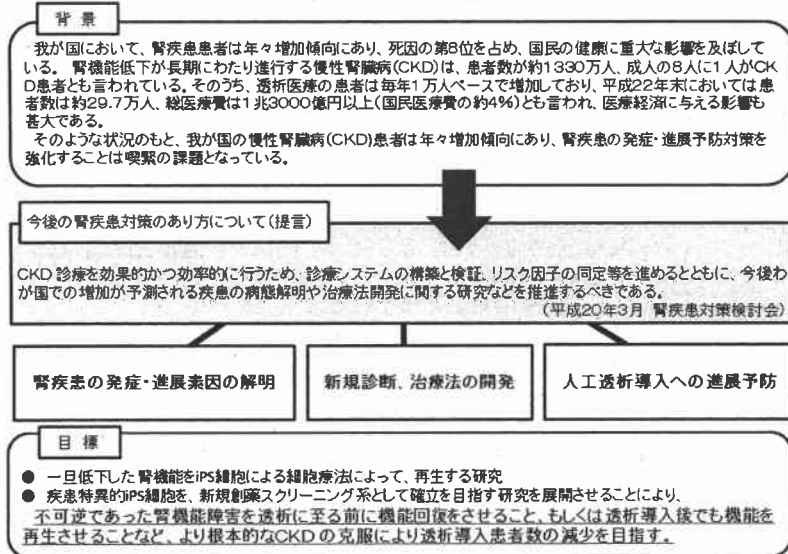 背景
我が国において、腎疾患患者は年々増加傾向にあり、死因の第8位を占め、国民の健康に重大な影響を及ぼして
いる。 腎機能低下が長期にわたり進行する慢性腎臓病(CKD)は、患者数が約1330万人、成人の8人に1人がCK
D患者とも言われている。そのうち、透析医療の患者は毎年1万人ペースで増加しており、平成22年末においては患
者数は約29.7万人、総医療費は1兆3000億円以上(国民医療費の約4%)とも言われ、医療経済に与える影響も
甚大である。
そのような状況のもと、我が国の慢性腎臓病(CKD)患者は年々増加傾向にあり、腎疾患の発症・進展予防対策を
強化することは喫緊の課題となっている。
今後の腎疾患対策のあり方について(提言)
CKD 診療を効果的かつ効率的に行うため、診療システムの構築と検証、リスク因子の同定等を進めるとともに、今後わ
が国での増加が予測される疾患の病態解明や治療法開発に関する研究などを推進するべきである。
(平成20年3月 腎疾患対策検討会)
腎疾患の発症・進展素因の解明
新規診断、治療法の開発
人工透析導入への進展予防
目標
● 一旦低下した腎機能をiPS細胞による細胞療法によって、再生する研究
● 疾患特異的iPS細胞を、新規創薬スクリーニング系として確立を目指す研究を展開させることにより、
不可逆であった腎機能障害を透析に至る前に機能回復をさせること、もしくは透析導入後でも機能を
再生させることなど、より根本的なCKDの克服により透析導入患者数の減少を目指す。